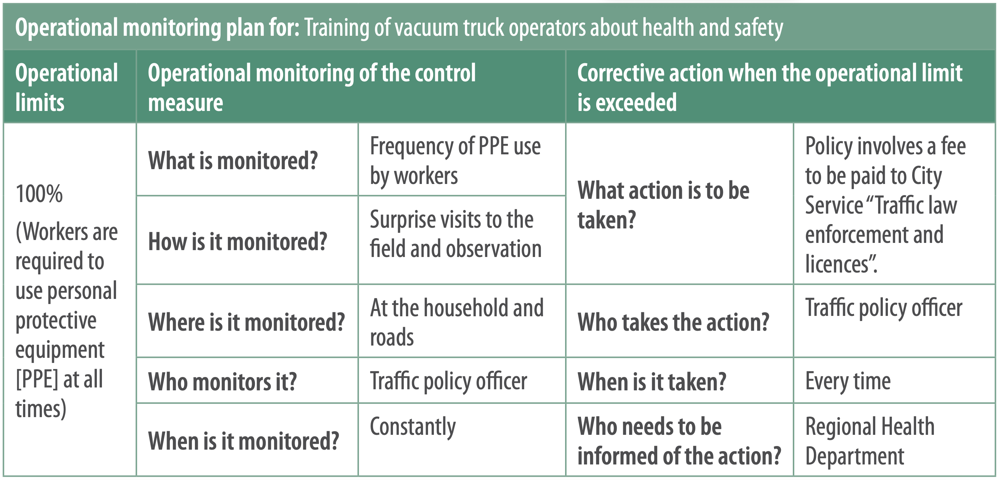 Operational monitoring plan for: Training of vacuum truck operators about health and safety
Operational
limits
Operational monitoring of the control
measure
Corrective action when the operational limit
is exceeded
100%
(Workers are
required to
use personal
protective
equipment
[PPE] at all
times)
What is monitored?
Frequency of PPE use
by workers
How is it monitored?
Surprise visits to the
field and observation
Where is it monitored?
At the household and
roads
Who monitors it?
Traffic policy officer
When is it monitored?
Constantly
What action is to be
taken?
Policy involves a fee
to be paid to City
Service “Traffic law
enforcement and
licences”.
Who takes the action?
Traffic policy officer
When is it taken?
Every time
Who needs to be
informed of the action?
Regional Health
Department